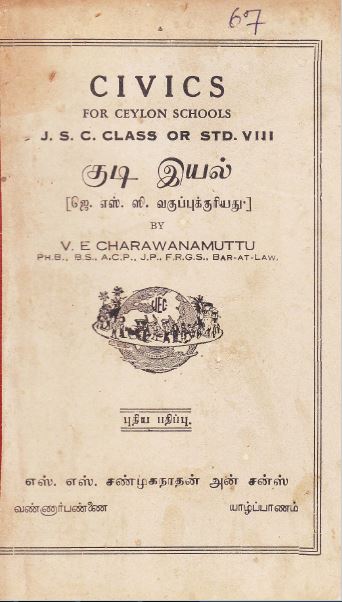 67
CIVICS
FOR CEYLON SCHOOLS
J. S. C. CLASS OR STD. VIII
குடி இயல்
[ஜே. எஸ். ஸி. வகுப்புக்குரியது]
BY
V. E CHARAWANAMUTTU
PH.B., B.S., A.C.P., J.P., F.R.G.S., BAR-AT-LAW.
VEC
புதிய பதிப்பு.
எஸ். எஸ். சண்முகநாதன் அன் சன்ஸ்
வண்ணார்பண்ணை யாழ்ப்பாணம்